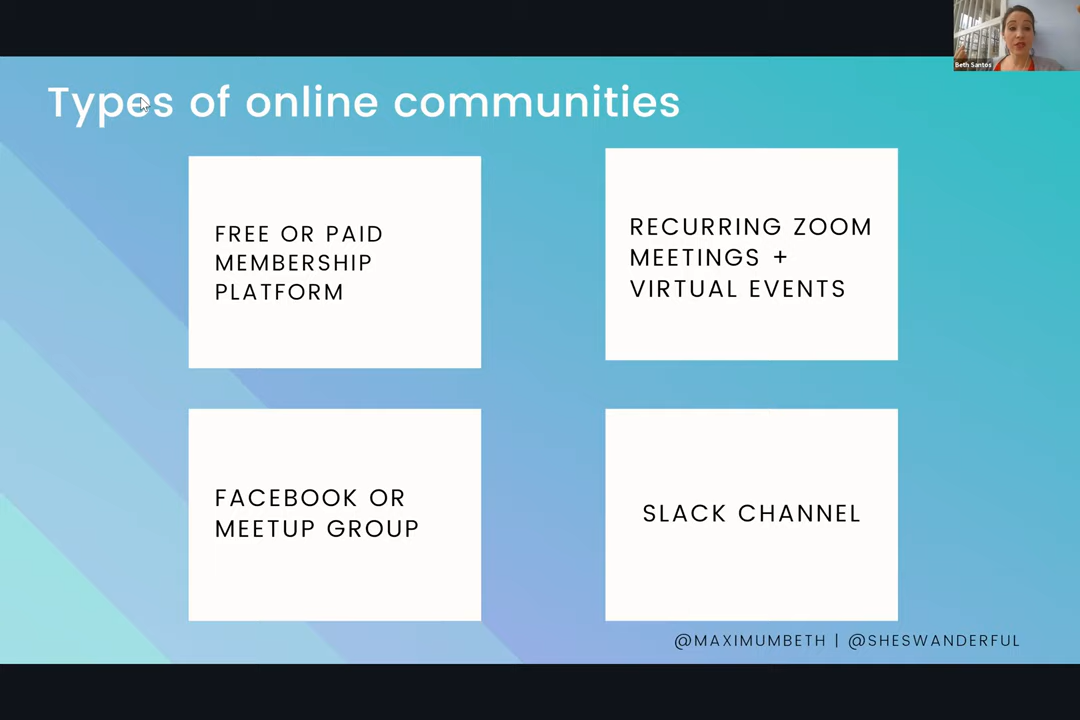 Beth Santos
Types of online communities
FREE OR PAID
MEMBERSHIP
PLATFORM
RECURRING ZOOM
MEETINGS +
VIRTUAL EVENTS
FACEBOOK OR
MEETUP GROUP
SLACK CHANNEL
@MAXIMUMBETH | @SHESWANDERFUL